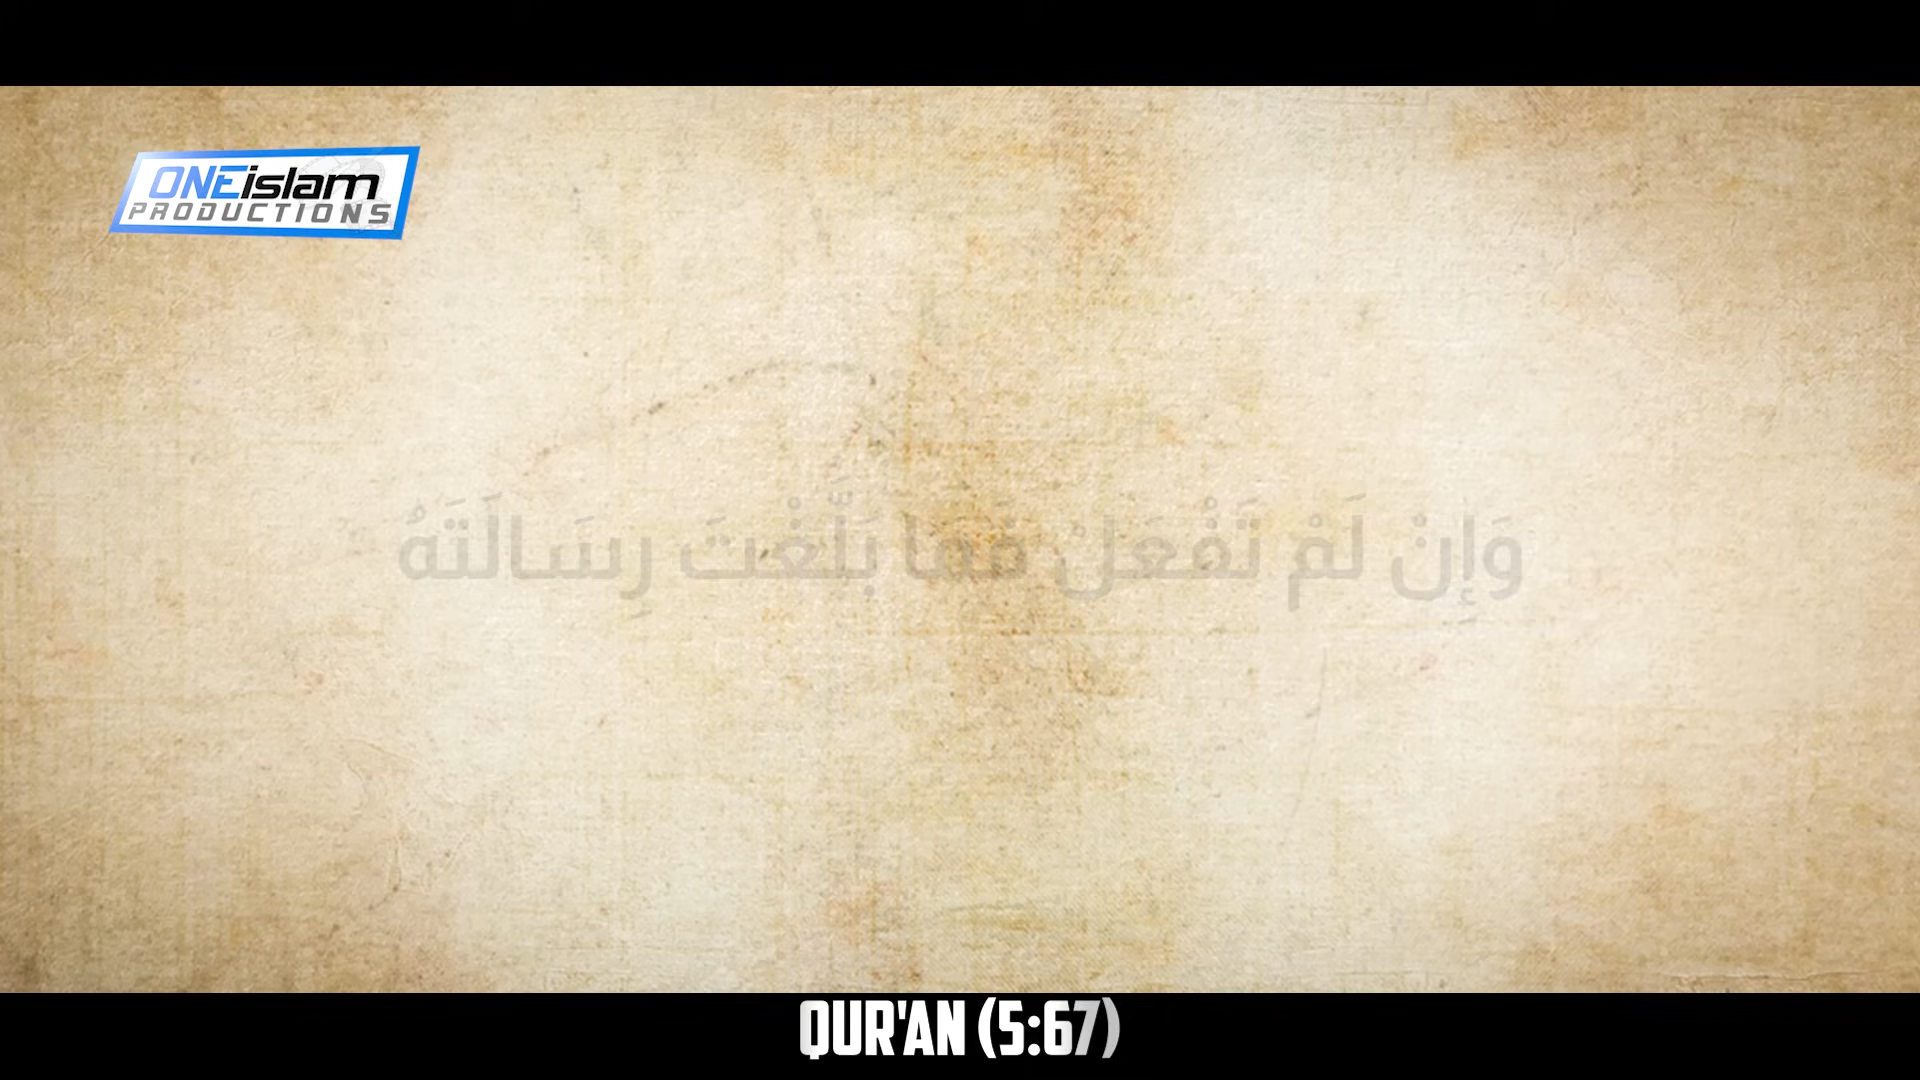 ONEislam
PRODUCTIONS
وَإِنْ لَمْ تَفْعَلْ فَمَا بَلَّغْتَ رِسَالَتَهُ
QUR'AN (5:67)